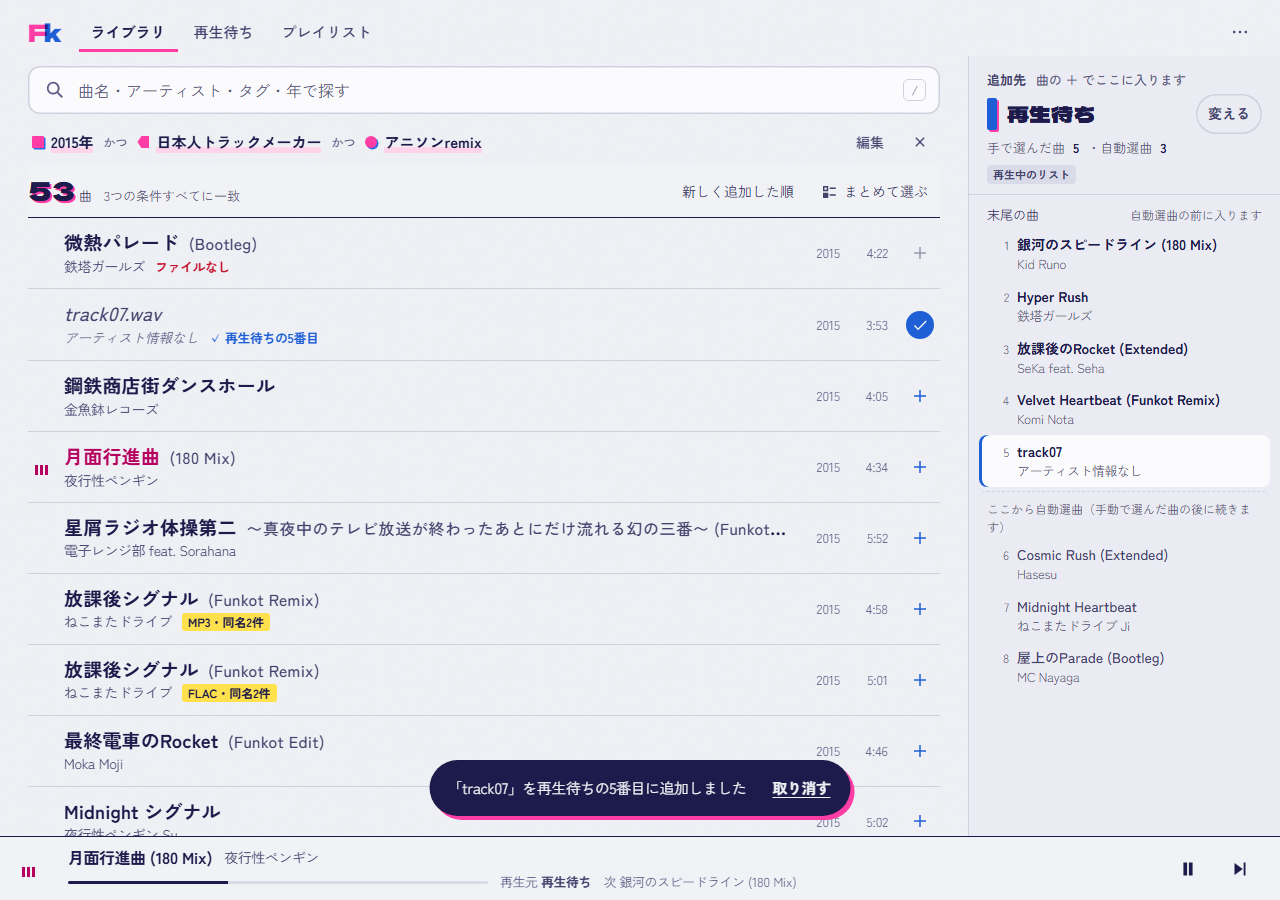 Fk ライブラリ 再生待ち プレイリスト …
曲名・アーティスト・タグ・年で探す /
2015年 かつ 日本人トラックメーカー かつ アニソンremix 編集 ✕
53 曲 3つの条件すべてに一致 新しく追加した順 まとめて選ぶ
微熱パレード (Bootleg)
鉄塔ガールズ ファイルなし
2015 4:22 +
track07.wav
アーティスト情報なし ✓ 再生待ちの5番目
2015 3:53 ✓
鋼鉄商店街ダンスホール
金魚鉢レコーズ
2015 4:05 +
月面行進曲 (180 Mix)
夜行性ペンギン
2015 4:34 +
星屑ラジオ体操第二 〜真夜中のテレビ放送が終わったあとにだけ流れる幻の三番〜 (Funkot...
電子レンジ部 feat. Sorahana
2015 5:52 +
放課後シグナル (Funkot Remix)
ねこまたドライブ MP3・同名2件
2015 4:58 +
放課後シグナル (Funkot Remix)
ねこまたドライブ FLAC・同名2件
2015 5:01 +
最終電車のRocket (Funkot Edit)
Moka Moji
2015 4:46 +
Midnight シグナル
夜行性ペンギン Su
2015 5:02 +
追加先 曲の + でここに入ります
再生待ち 変える
手で選んだ曲 5 ・自動選曲 3
再生中のリスト
末尾の曲 自動選曲の前に入ります
1 銀河のスピードライン (180 Mix)
Kid Runo
2 Hyper Rush
鉄塔ガールズ
3 放課後のRocket (Extended)
SeKa feat. Seha
4 Velvet Heartbeat (Funkot Remix)
Komi Nota
5 track07
アーティスト情報なし
ここから自動選曲（手動で選んだ曲の後に続きま
す）
6 Cosmic Rush (Extended)
Hasesu
7 Midnight Heartbeat
ねこまたドライブ Ji
8 屋上のParade (Bootleg)
MC Nayaga
「track07」を再生待ちの5番目に追加しました 取り消す
月面行進曲 (180 Mix) 夜行性ペンギン
再生元 再生待ち 次 銀河のスピードライン (180 Mix)